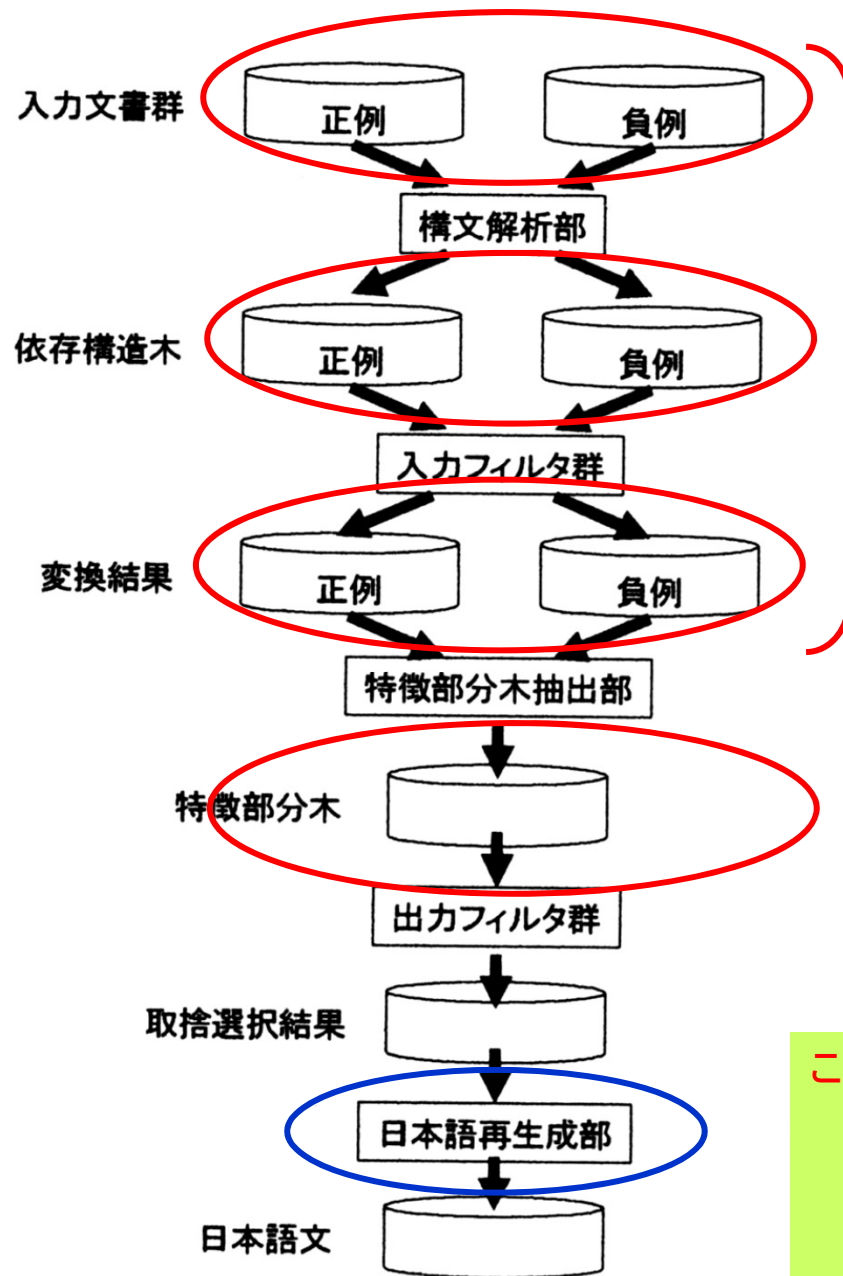 入力文書群
正例
負例
構文解析部
依存構造木
正例
負例
入力フィルタ群
変換結果
正例
負例
特徴部分木抽出部
特徴部分木
出力フィルタ群
取捨選択結果
こ
日本語再生成部
日本語文